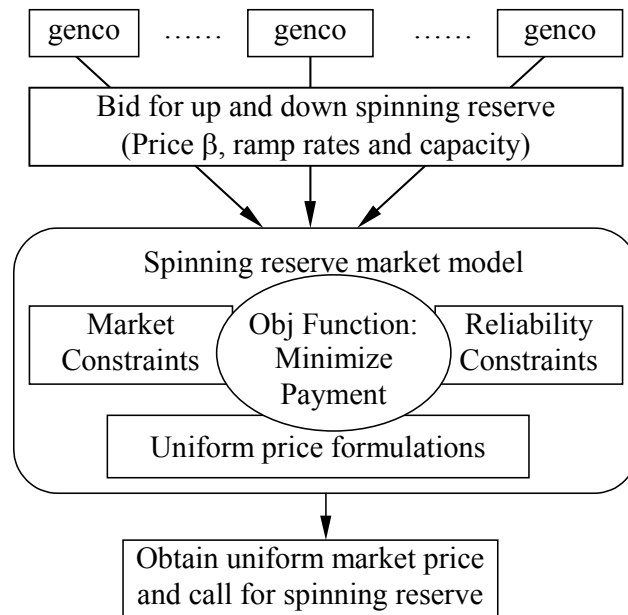 genco ...... genco ...... genco
Bid for up and down spinning reserve
(Price β, ramp rates and capacity)
Spinning reserve market model
Market
Constraints
Obj Function:
Minimize
Payment
Reliability
Constraints
Uniform price formulations
Obtain uniform market price
and call for spinning reserve